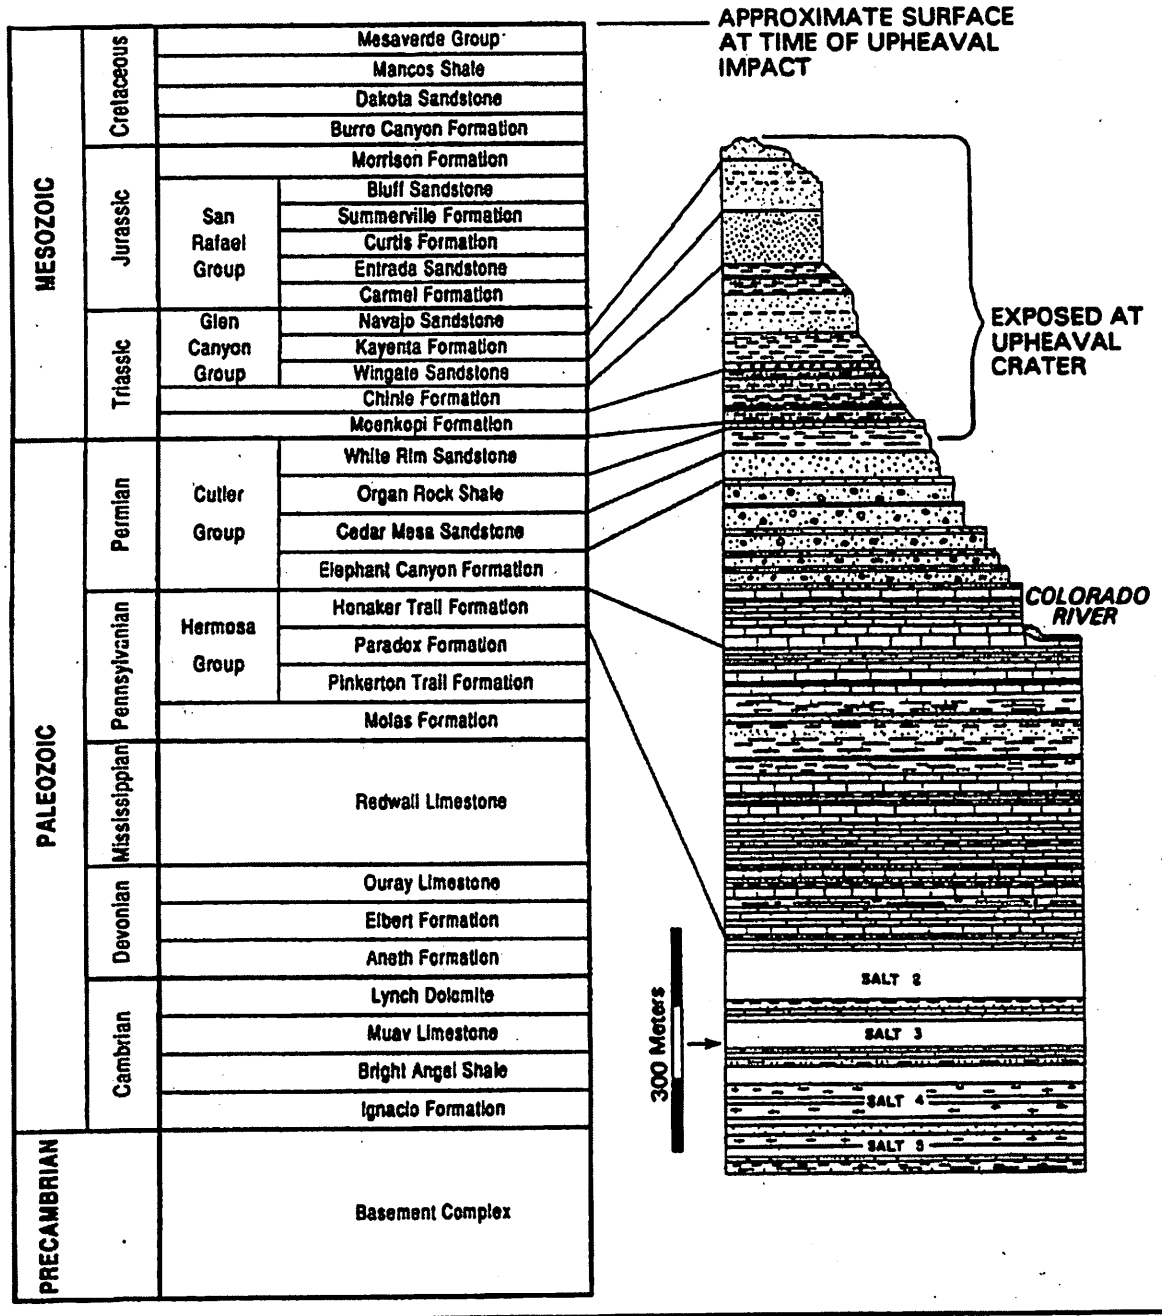 APPROXIMATE SURFACE
AT TIME OF UPHEAVAL
IMPACT
MESOZOIC
Cretaceous
Mesaverde Group
Mancos Shale
Dakota Sandstone
Burro Canyon Formation
Jurassic
Morrison Formation
San
Rafael
Group
Bluff Sandstone
Summerville Formation
Curtis Formation
Entrada Sandstone
Carmel Formation
Triassic
Glen
Canyon
Group
Navajo Sandstone
Kayenta Formation
Wingate Sandstone
Chinle Formation
Moenkopi Formation
PALEOZOIC
Permian
Cutler
Group
White Rim Sandstone
Organ Rock Shale
Cedar Mesa Sandstone
Elephant Canyon Formation
Pennsylvanian
Hermosa
Group
Honaker Trail Formation
Paradox Formation
Pinkerton Trail Formation
Molas Formation
Mississippian
Redwall Limestone
Devonian
Ouray Limestone
Elbert Formation
Aneth Formation
Cambrian
Lynch Dolomite
Muav Limestone
Bright Angel Shale
Ignacio Formation
PRECAMBRIAN
Basement Complex
EXPOSED AT
UPHEAVAL
CRATER
COLORADO
RIVER
300 Meters
SALT 2
SALT 3
SALT 4
SALT 5